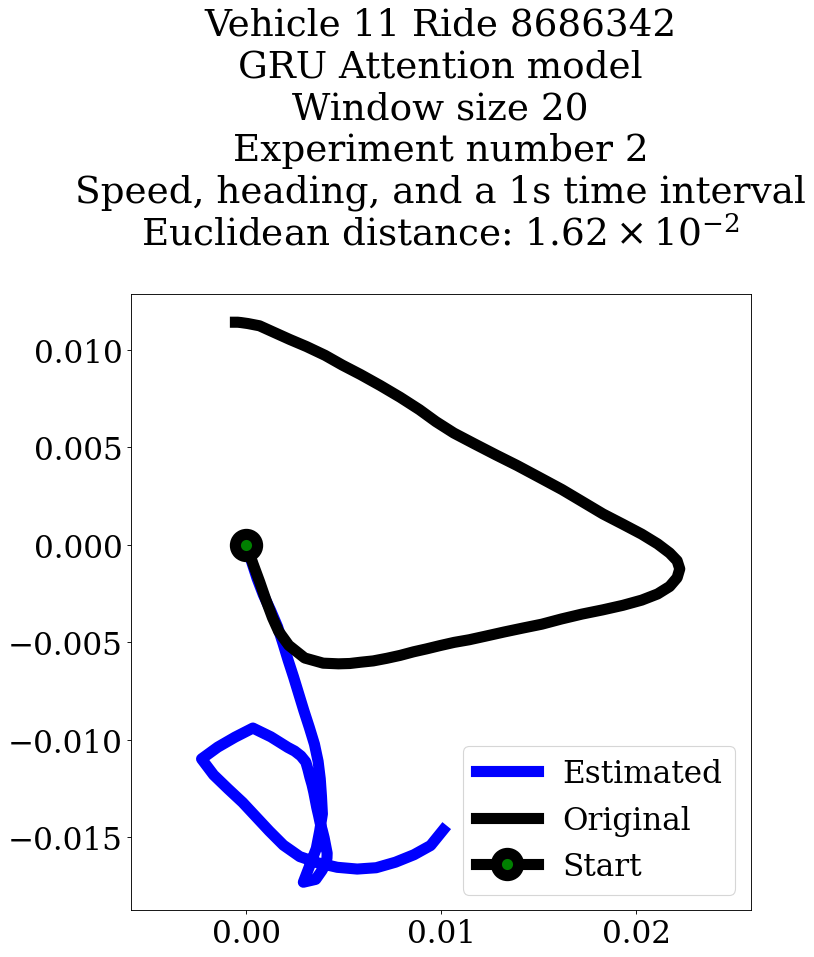 Vehicle 11 Ride 8686342
GRU Attention model
Window size 20
Experiment number 2
Speed, heading, and a 1s time interval
Euclidean distance: 1.62 × 10⁻²
0.010
0.005
0.000
−0.005
−0.010
−0.015
Estimated
Original
Start
0.00 0.01 0.02